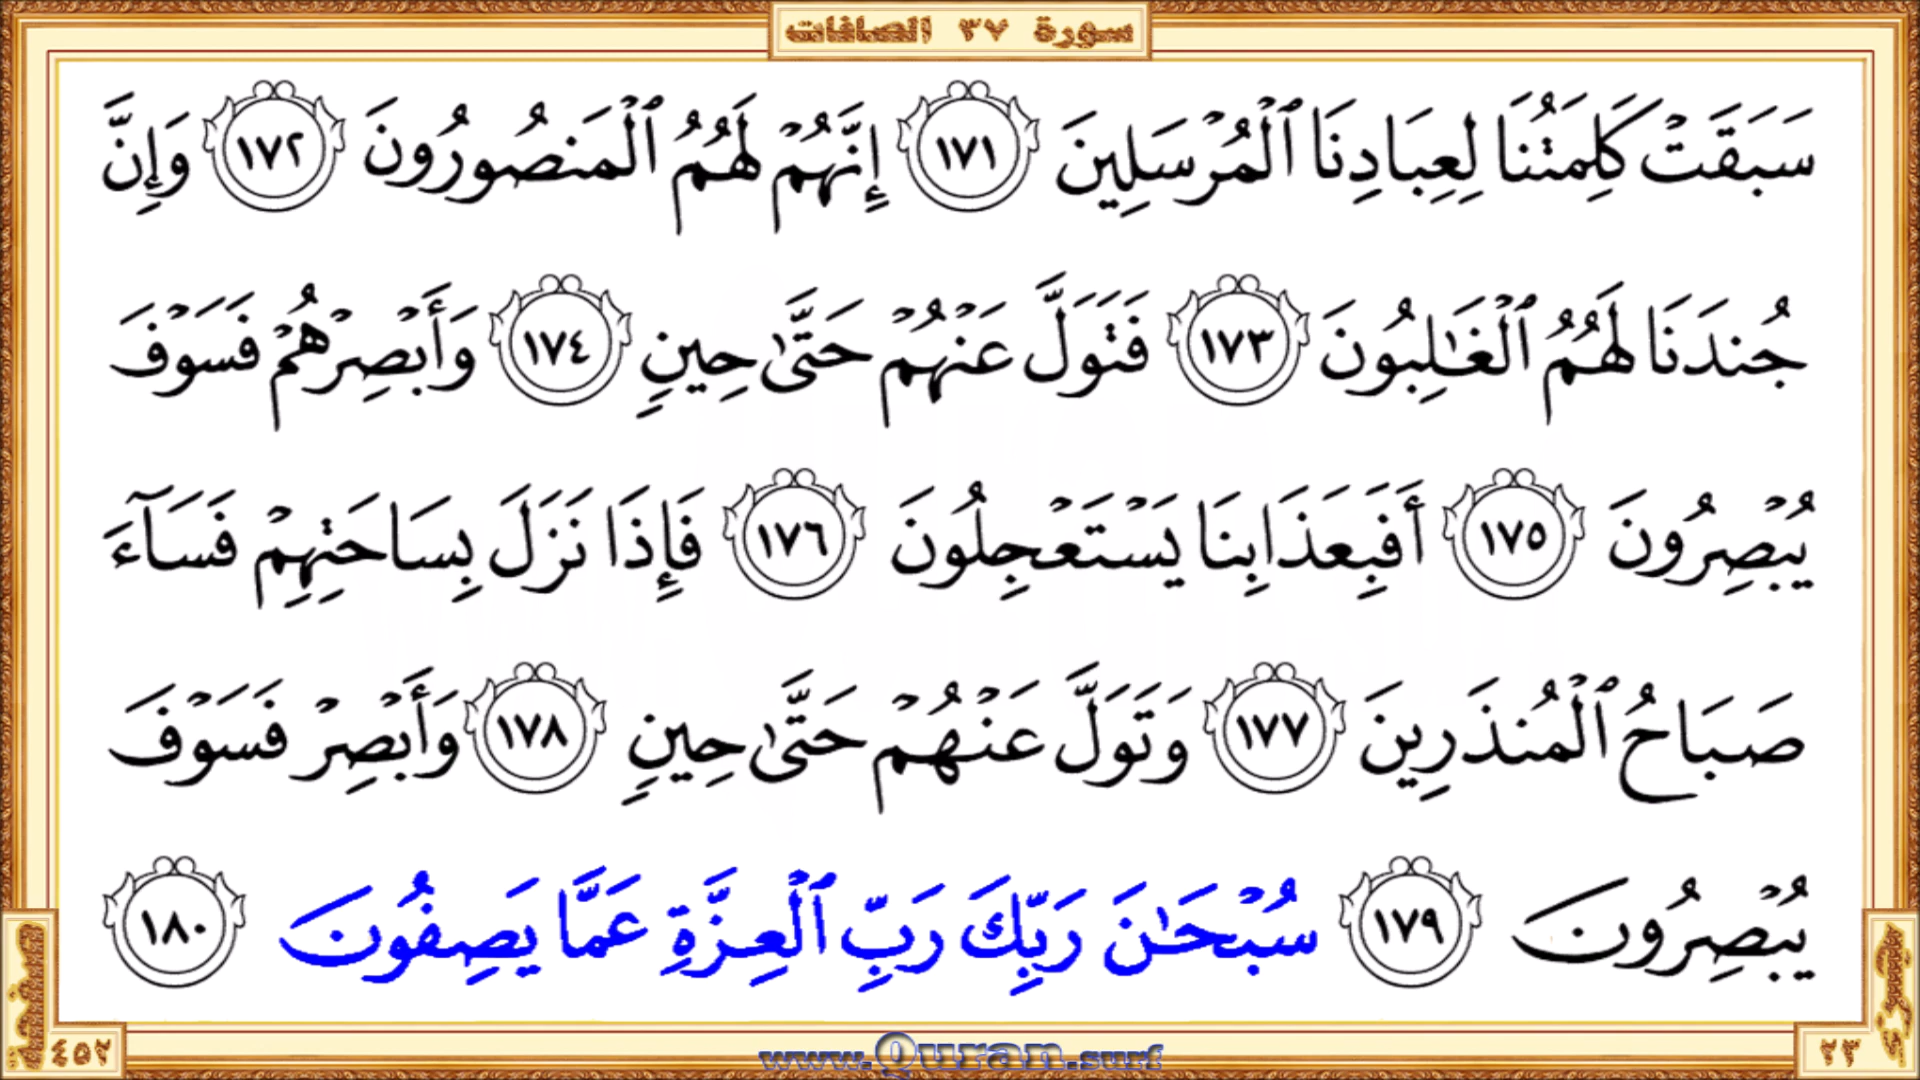 سورة ٣٧ الصافات
سَبَقَتْ كَلِمَتُنَا لِعِبَادِنَا ٱلْمُرْسَلِينَ ١٧١ إِنَّهُمْ لَهُمُ ٱلْمَنصُورُونَ ١٧٢ وَإِنَّ
جُندَنَا لَهُمُ ٱلْغَٰلِبُونَ ١٧٣ فَتَوَلَّ عَنْهُمْ حَتَّىٰ حِينٍ ١٧٤ وَأَبْصِرْهُمْ فَسَوْفَ
يُبْصِرُونَ ١٧٥ أَفَبِعَذَابِنَا يَسْتَعْجِلُونَ ١٧٦ فَإِذَا نَزَلَ بِسَاحَتِهِمْ فَسَآءَ
صَبَاحُ ٱلْمُنذَرِينَ ١٧٧ وَتَوَلَّ عَنْهُمْ حَتَّىٰ حِينٍ ١٧٨ وَأَبْصِرْ فَسَوْفَ
يُبْصِرُونَ ١٧٩ سُبْحَٰنَ رَبِّكَ رَبِّ ٱلْعِزَّةِ عَمَّا يَصِفُونَ ١٨٠
صفحة ٤٥٢
www.Quran.surf
٢٣